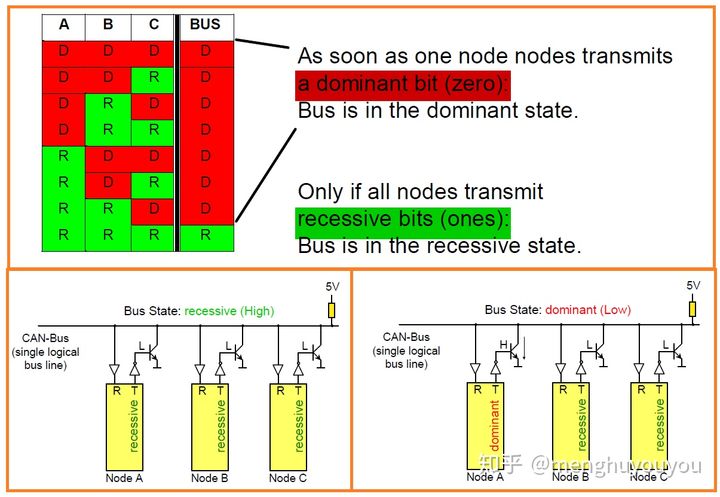 A B C BUS
D D D D
D D R D
D R D D
D R R D
R D D D
R D R D
R R D D
R R R R
As soon as one node nodes transmits
a dominant bit (zero):
Bus is in the dominant state.
Only if all nodes transmit
recessive bits (ones):
Bus is in the recessive state.
5V
Bus State: recessive (High)
CAN-Bus
(single logical
bus line)
L L L
R T R T R T
recessive recessive recessive
Node A Node B Node C
5V
Bus State: dominant (Low)
CAN-Bus
(single logical
bus line)
H L L
R T R T R T
dominant recessive recessive
Node A Node B Node C
知乎 @menghuyouyou